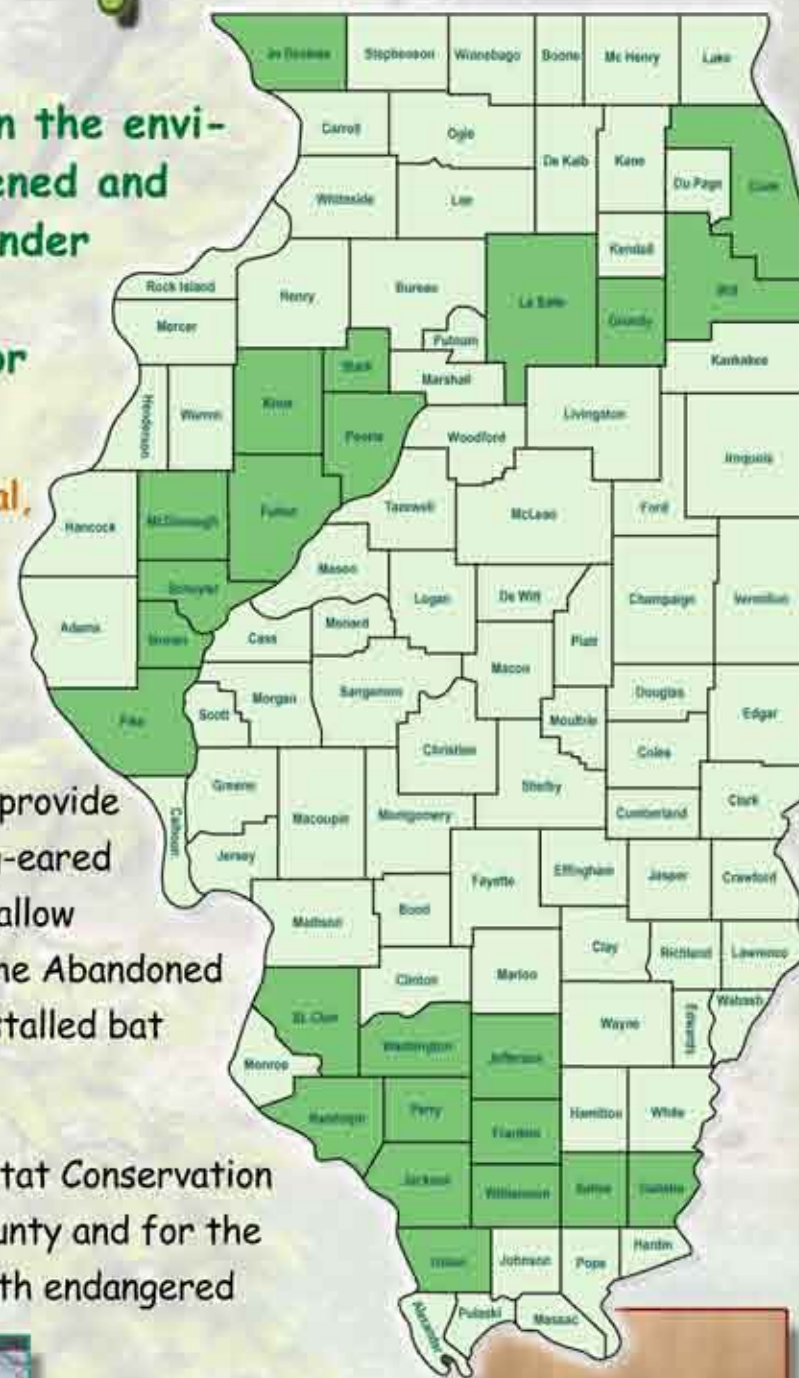 n the envi-
ened and
nder
or
al,
provide
-eared
allow
he Abandoned
stalled bat
tat Conservation
unty and for the
th endangered
Jo Daviess
Stephenson
Winnebago
Boone
Mc Henry
Lake
Carroll
Ogle
De Kalb
Kane
Du Page
Cook
Whiteside
Lee
Kendall
Rock Island
Henry
Bureau
La Salle
Grundy
Will
Mercer
Putnam
Kankakee
Henderson
Warren
Knox
Stark
Marshall
Peoria
Woodford
Livingston
Iroquois
Hancock
McDonough
Fulton
Tazewell
McLean
Ford
Schuyler
Mason
Logan
De Witt
Champaign
Vermilion
Adams
Brown
Cass
Menard
Macon
Piatt
Pike
Scott
Morgan
Sangamon
Douglas
Edgar
Christian
Moultrie
Coles
Greene
Shelby
Calhoun
Macoupin
Montgomery
Cumberland
Clark
Jersey
Fayette
Effingham
Jasper
Crawford
Madison
Bond
Clay
Richland
Lawrence
Clinton
Marion
St. Clair
Wayne
Edwards
Wabash
Washington
Jefferson
Monroe
Randolph
Perry
Franklin
Hamilton
White
Jackson
Williamson
Saline
Gallatin
Union
Johnson
Pope
Hardin
Alexander
Pulaski
Massac